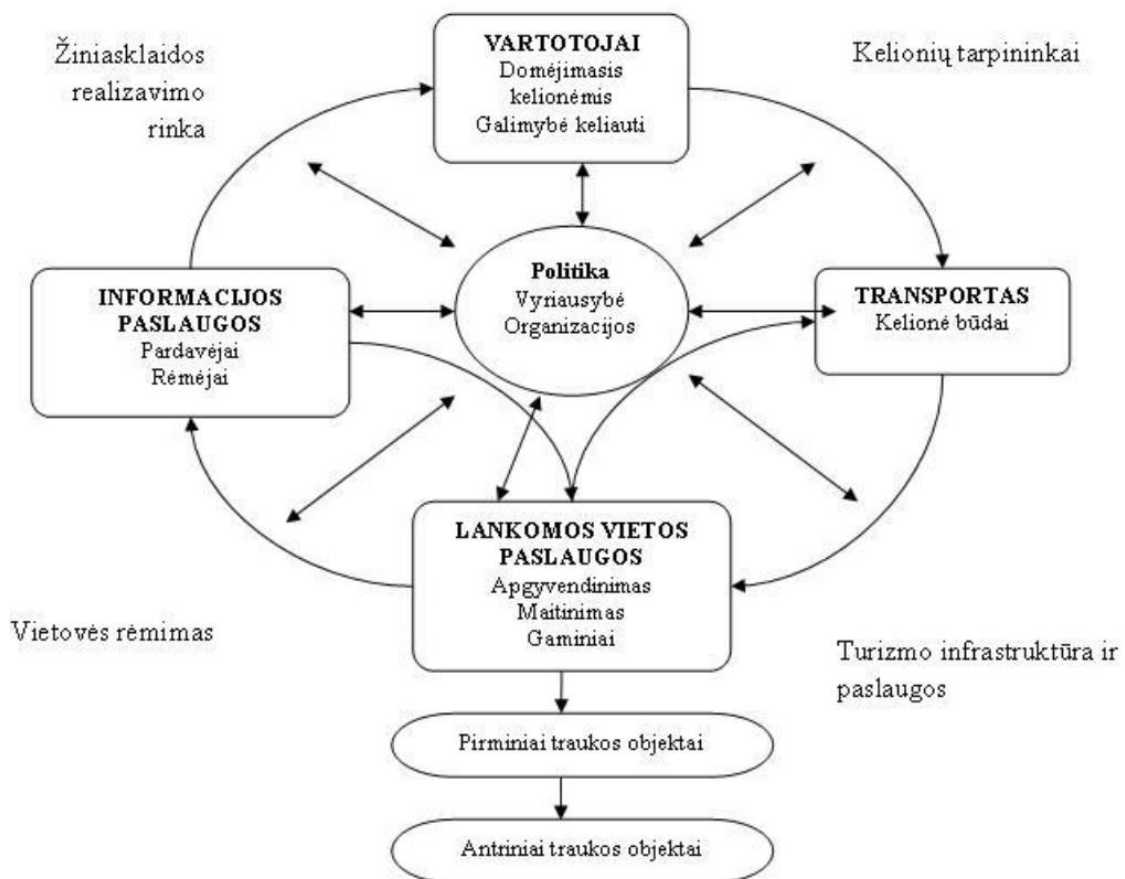 Žiniasklaidos
realizavimo
rinka
VARTOTOJAI
Domėjimasis
kelionėmis
Galimybė keliauti
Kelionių tarpininkai
INFORMACIJOS
PASLAUGOS
Pardavėjai
Rėmėjai
Politika
Vyriausybė
Organizacijos
TRANSPORTAS
Kelionė būdai
LANKOMOS VIETOS
PASLAUGOS
Apgyvendinimas
Maitinimas
Gaminiai
Vietovės rėmimas
Turizmo infrastruktūra ir
paslaugos
Pirminiai traukos objektai
Antriniai traukos objektai